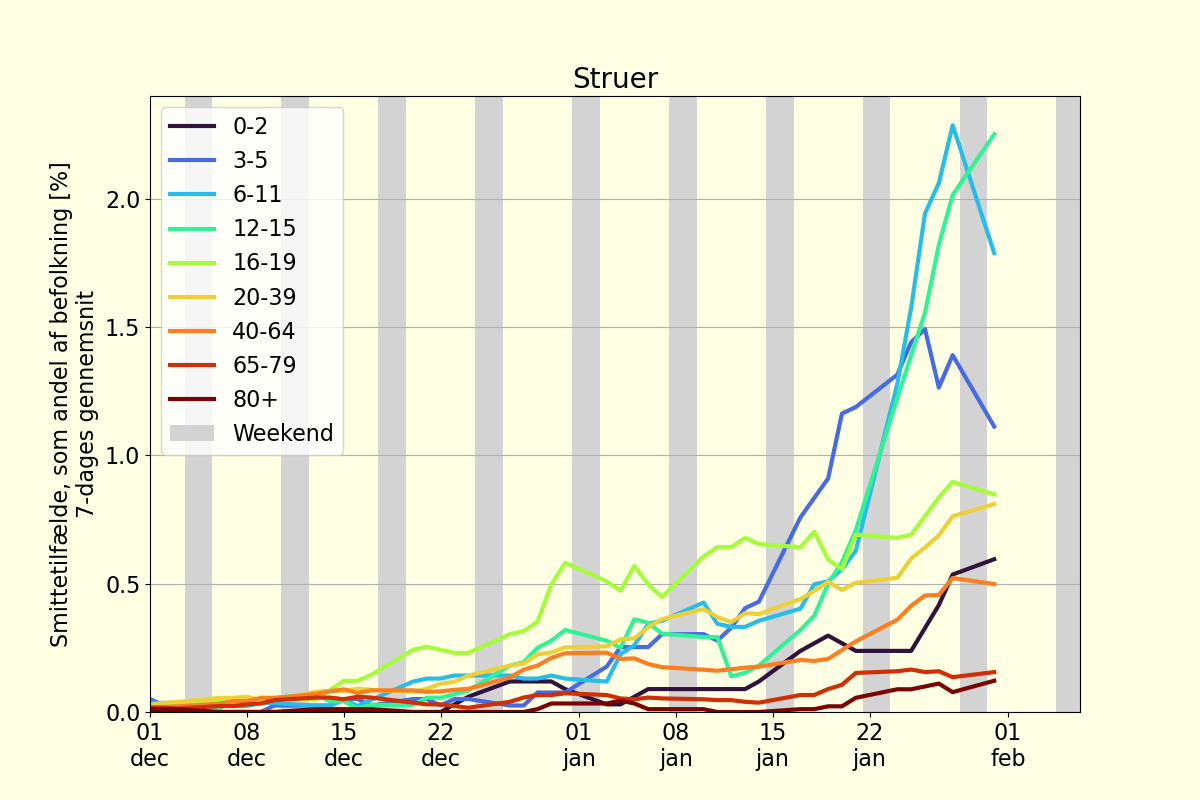 Struer
Smittetilfælde, som andel af befolkning [%]
7-dages gennemsnit
2.0
1.5
1.0
0.5
0.0
0-2
3-5
6-11
12-15
16-19
20-39
40-64
65-79
80+
Weekend
01 08 15 22 01 08 15 22 01
dec dec dec dec jan jan jan jan feb